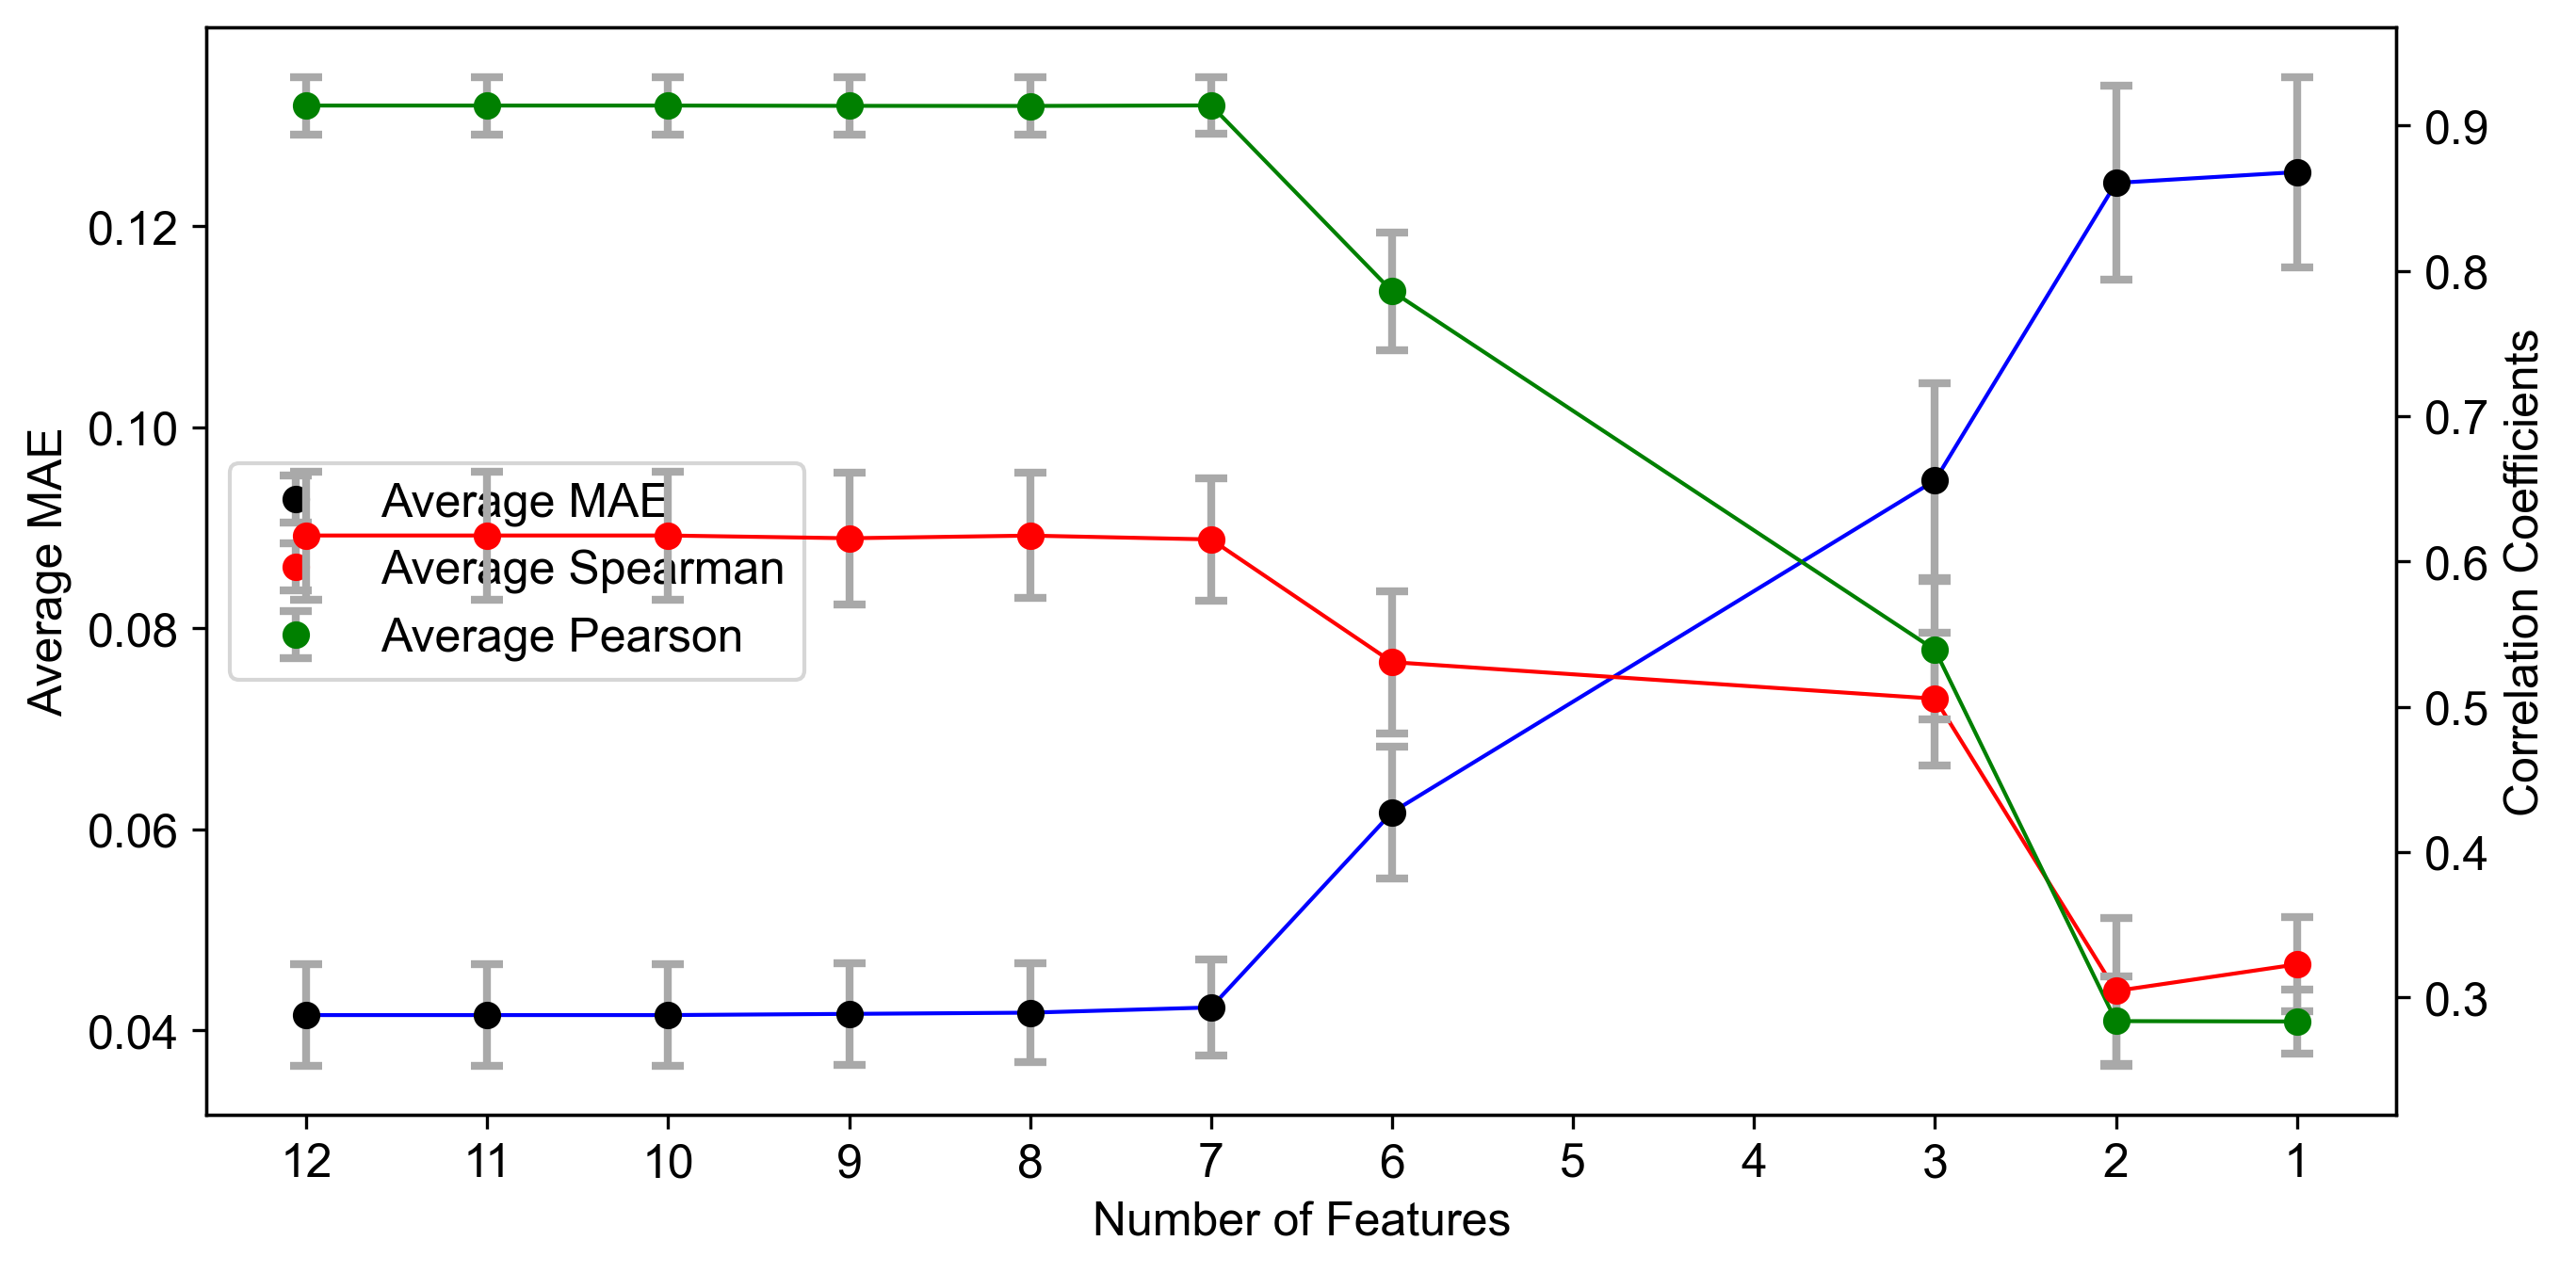 0.12
0.10
0.08
0.06
0.04
Average MAE
Average MAE
Average Spearman
Average Pearson
0.9
0.8
0.7
0.6
0.5
0.4
0.3
Correlation Coefficients
12 11 10 9 8 7 6 5 4 3 2 1
Number of Features